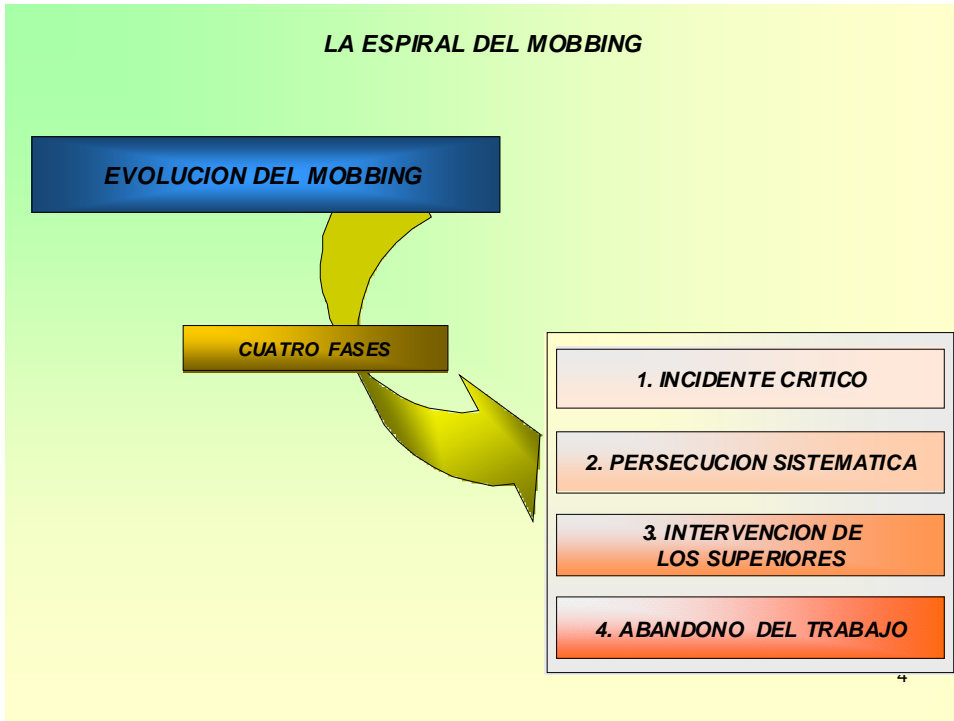 LA ESPIRAL DEL MOBBING
EVOLUCION DEL MOBBING
CUATRO FASES
1. INCIDENTE CRITICO
2. PERSECUCION SISTEMATICA
3. INTERVENCION DE
LOS SUPERIORES
4. ABANDONO DEL TRABAJO
4